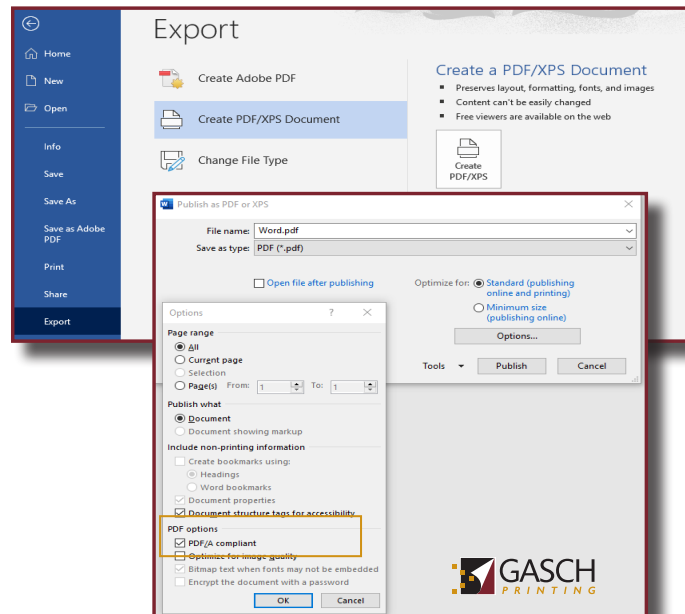 Export
Home
New
Open
Info
Save
Save As
Save as Adobe
PDF
Print
Share
Export
Create Adobe PDF
Create PDF/XPS Document
Change File Type
Create a PDF/XPS Document
Preserves layout, formatting, fonts, and images
Content can't be easily changed
Free viewers are available on the web
Create
PDF/XPS
Publish as PDF or XPS
File name: Word.pdf
Save as type: PDF (*.pdf)
Open file after publishing
Optimize for: Standard (publishing
online and printing)
Minimum size
(publishing online)
Options...
Tools Publish Cancel
Options ?
Page range
All
Current page
Selection
Page(s) From: 1 To: 1
Publish what
Document
Document showing markup
Include non-printing information
Create bookmarks using:
Headings
Word bookmarks
Document properties
Document structure tags for accessibility
PDF options
PDF/A compliant
Optimize for image quality
Bitmap text when fonts may not be embedded
Encrypt the document with a password
OK Cancel
GASCH
PRINTING